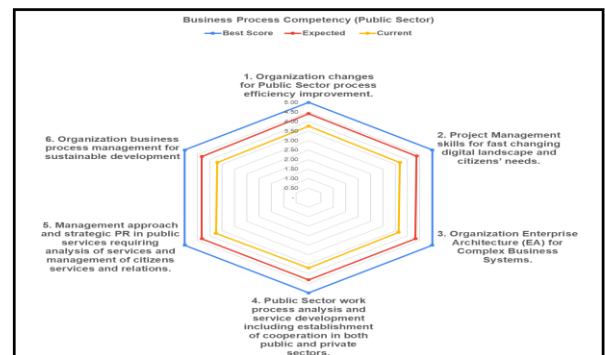 Business Process Competency (Public Sector)
Best Score Expected Current
1. Organization changes
for Public Sector process
efficiency improvement.
5.00
4.50
4.00
3.50
3.00
2.50
2.00
1.50
1.00
0.50
-
2. Project Management
skills for fast changing
digital landscape and
citizens' needs.
3. Organization Enterprise
Architecture (EA) for
Complex Business
Systems.
4. Public Sector work
process analysis and
service development
including establishment
of cooperation in both
public and private
sectors.
5. Management approach
and strategic PR in public
services requiring
analysis of services and
management of citizens
services and relations.
6. Organization business
process management for
sustainable development